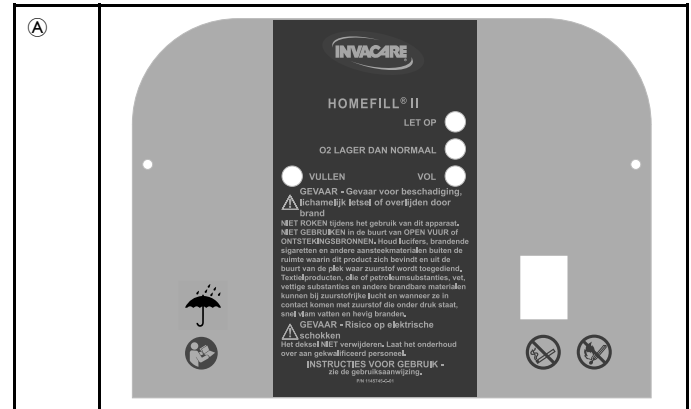 A
INVACARE®
HOMEFILL® II
LET OP
O2 LAGER DAN NORMAAL
VULLEN VOL
GEVAAR - Gevaar voor beschadiging,
lichamelijk letsel of overlijden door
brand
NIET ROKEN tijdens het gebruik van dit apparaat.
NIET GEBRUIKEN in de buurt van OPEN VUUR of
ONTSTEKINGSBRONNEN. Houd lucifers, brandende
sigaretten en andere aansteekmaterialen buiten de
ruimte waarin dit product zich bevindt en uit de
buurt van de plek waar zuurstof wordt toegediend.
Textielproducten, olie of petroleumsubstanties, vet,
vettige substanties en andere brandbare materialen
kunnen bij zuurstofrijke lucht en wanneer ze in
contact komen met zuurstof die onder druk staat,
snel vlam vatten en hevig branden.
GEVAAR - Risico op elektrische
schokken
Het deksel NIET verwijderen. Laat het onderhoud
over aan gekwalificeerd personeel.
INSTRUCTIES VOOR GEBRUIK -
zie de gebruiksaanwijzing.